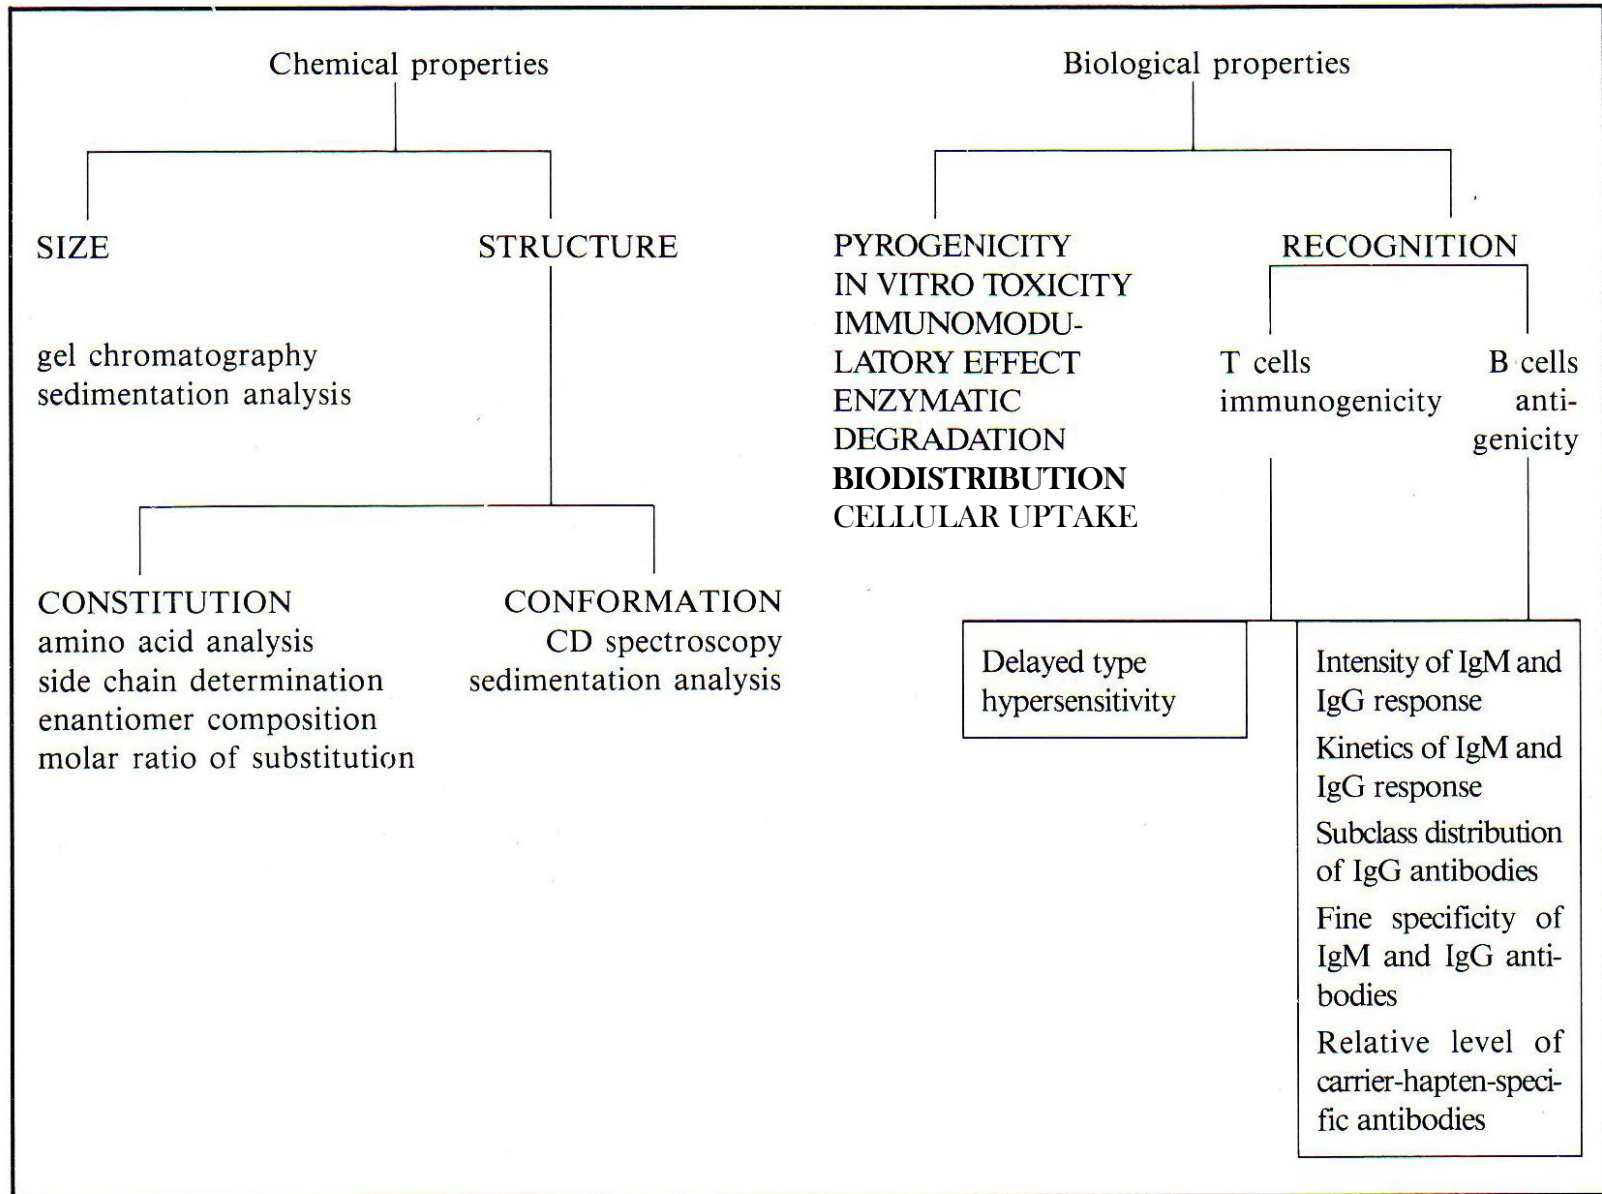 Chemical properties
SIZE
STRUCTURE
gel chromatography
sedimentation analysis
CONSTITUTION
amino acid analysis
side chain determination
enantiomer composition
molar ratio of substitution
CONFORMATION
CD spectroscopy
sedimentation analysis
Biological properties
PYROGENICITY
IN VITRO TOXICITY
IMMUNOMODU-
LATORY EFFECT
ENZYMATIC
DEGRADATION
BIODISTRIBUTION
CELLULAR UPTAKE
RECOGNITION
T cells
immunogenicity
B cells
anti-
genicity
Delayed type
hypersensitivity
Intensity of IgM and
IgG response
Kinetics of IgM and
IgG response
Subclass distribution
of IgG antibodies
Fine specificity of
IgM and IgG anti-
bodies
Relative level of
carrier-hapten-speci-
fic antibodies